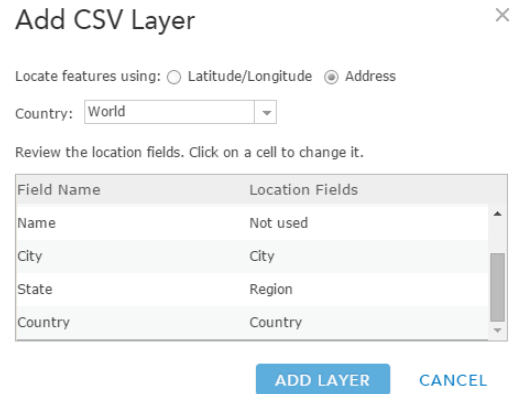 Add CSV Layer
Locate features using: Latitude/Longitude Address
Country: World
Review the location fields. Click on a cell to change it.
Field Name Location Fields
Name Not used
City City
State Region
Country Country
ADD LAYER CANCEL